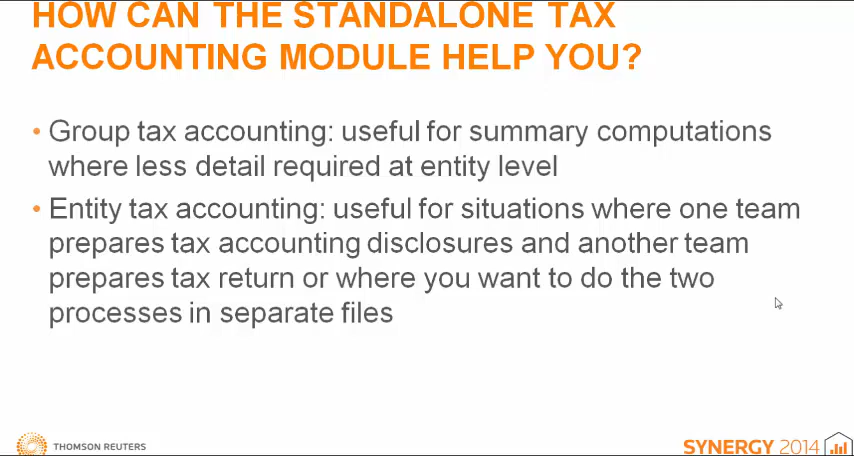 HOW CAN THE STANDALONE TAX
ACCOUNTING MODULE HELP YOU?
• Group tax accounting: useful for summary computations
where less detail required at entity level
• Entity tax accounting: useful for situations where one team
prepares tax accounting disclosures and another team
prepares tax return or where you want to do the two
processes in separate files
THOMSON REUTERS
SYNERGY 2014